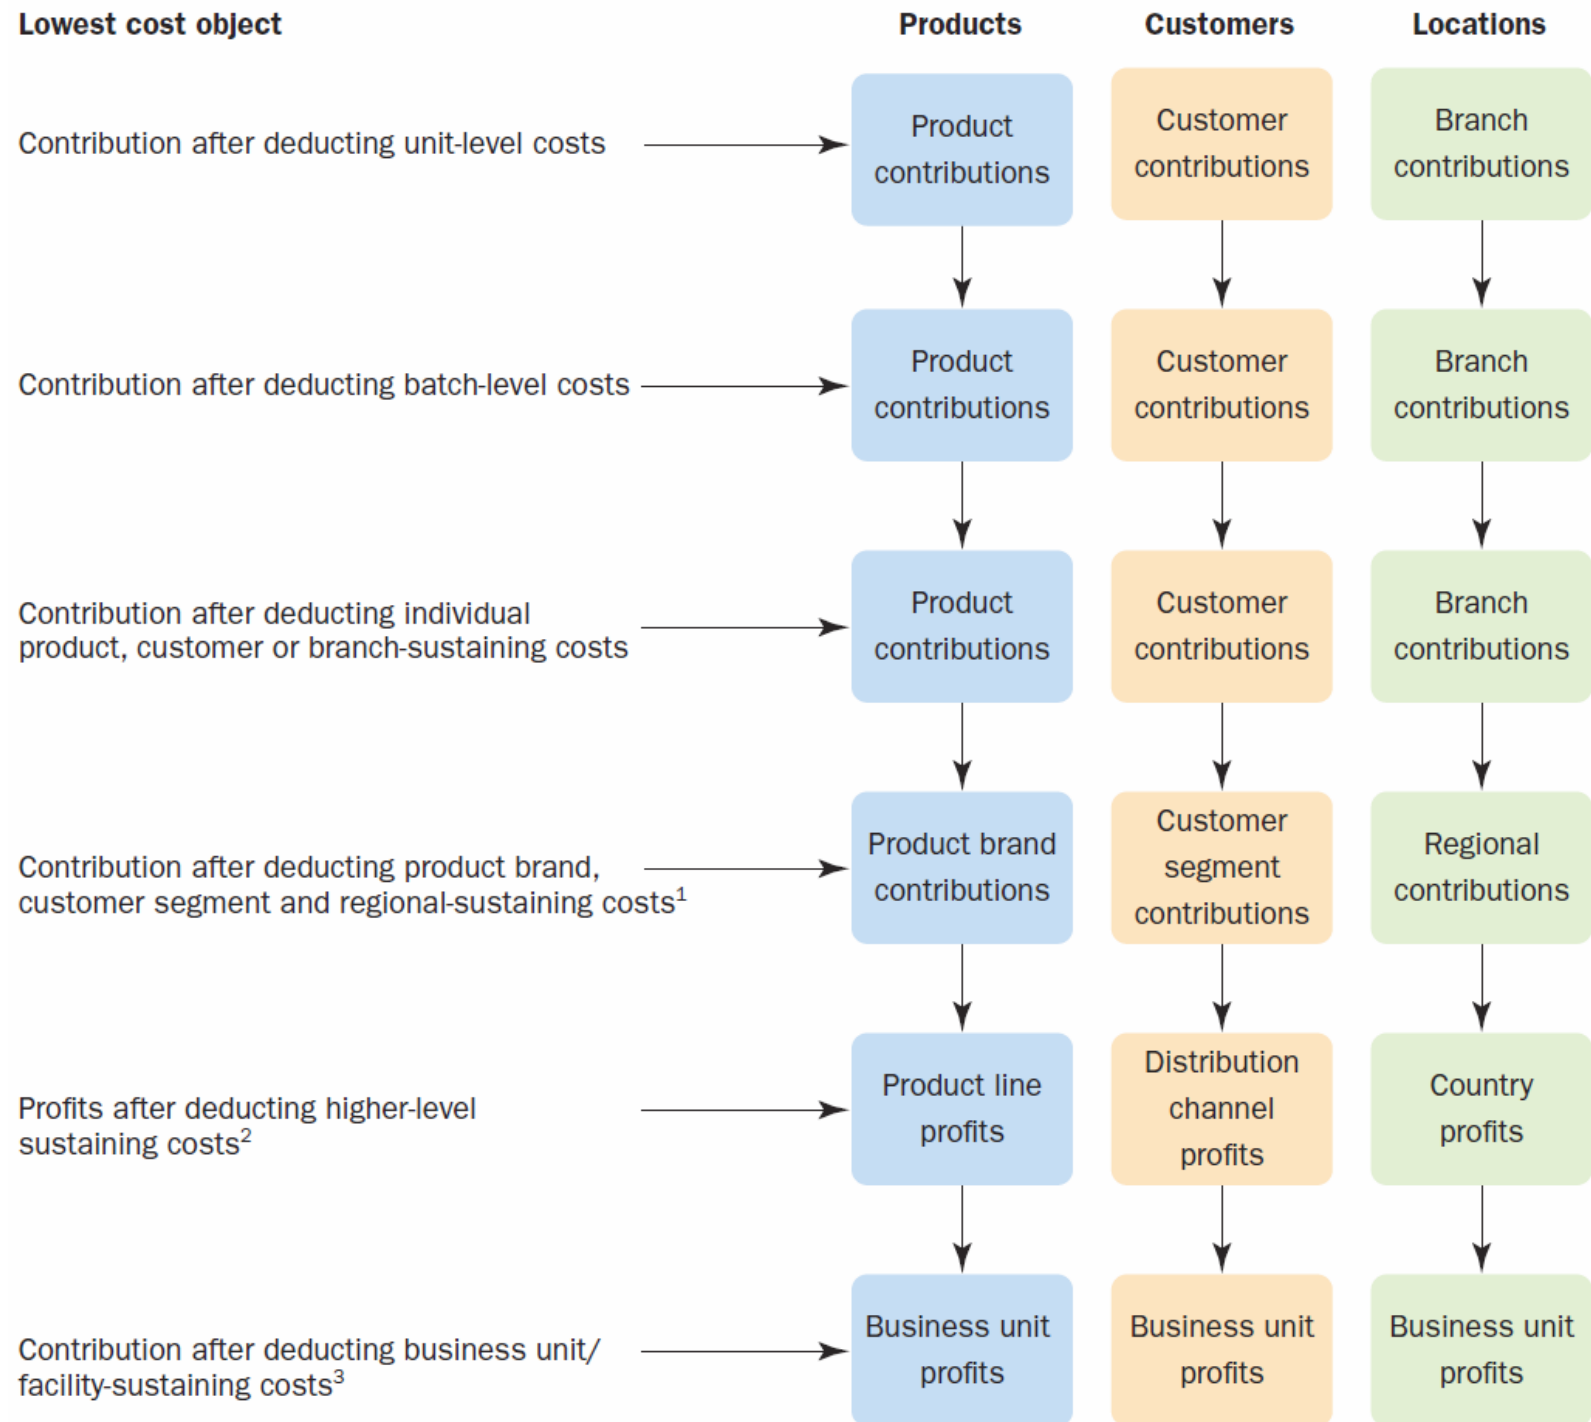 Lowest cost object
Products
Customers
Locations
Contribution after deducting unit-level costs
Product
contributions
Customer
contributions
Branch
contributions
Contribution after deducting batch-level costs
Product
contributions
Customer
contributions
Branch
contributions
Contribution after deducting individual
product, customer or branch-sustaining costs
Product
contributions
Customer
contributions
Branch
contributions
Contribution after deducting product brand,
customer segment and regional-sustaining costs¹
Product brand
contributions
Customer
segment
contributions
Regional
contributions
Profits after deducting higher-level
sustaining costs²
Product line
profits
Distribution
channel
profits
Country
profits
Contribution after deducting business unit/
facility-sustaining costs³
Business unit
profits
Business unit
profits
Business unit
profits